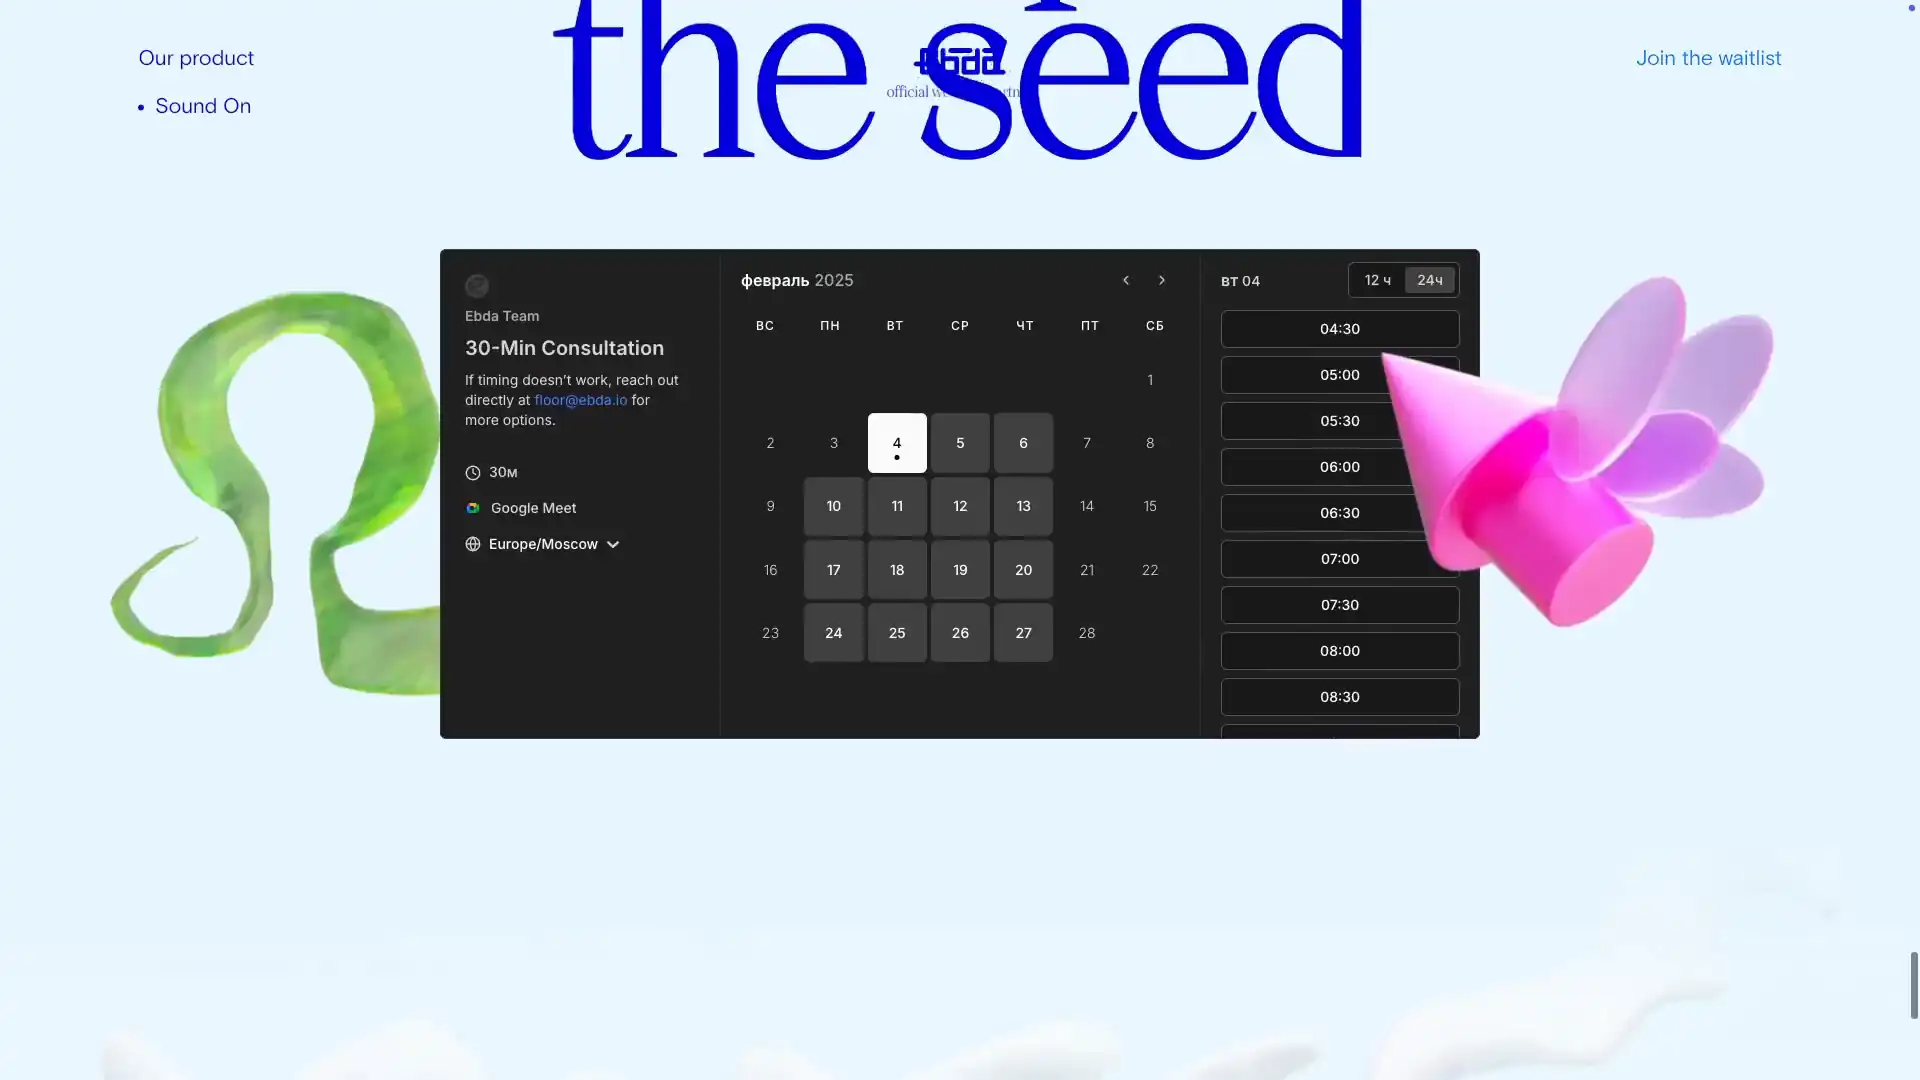 the seed
Our product
ebda
Join the waitlist
official
Sound On
Ebda Team
30-Min Consultation
If timing doesn’t work, reach out
directly at floor@ebda.io for
more options.
30м
Google Meet
Europe/Moscow
февраль 2025
ВС ПН ВТ СР ЧТ ПТ СБ
1
2 3 4 5 6 7 8
9 10 11 12 13 14 15
16 17 18 19 20 21 22
23 24 25 26 27 28
ВТ 04
12 ч 24ч
04:30
05:00
05:30
06:00
06:30
07:00
07:30
08:00
08:30